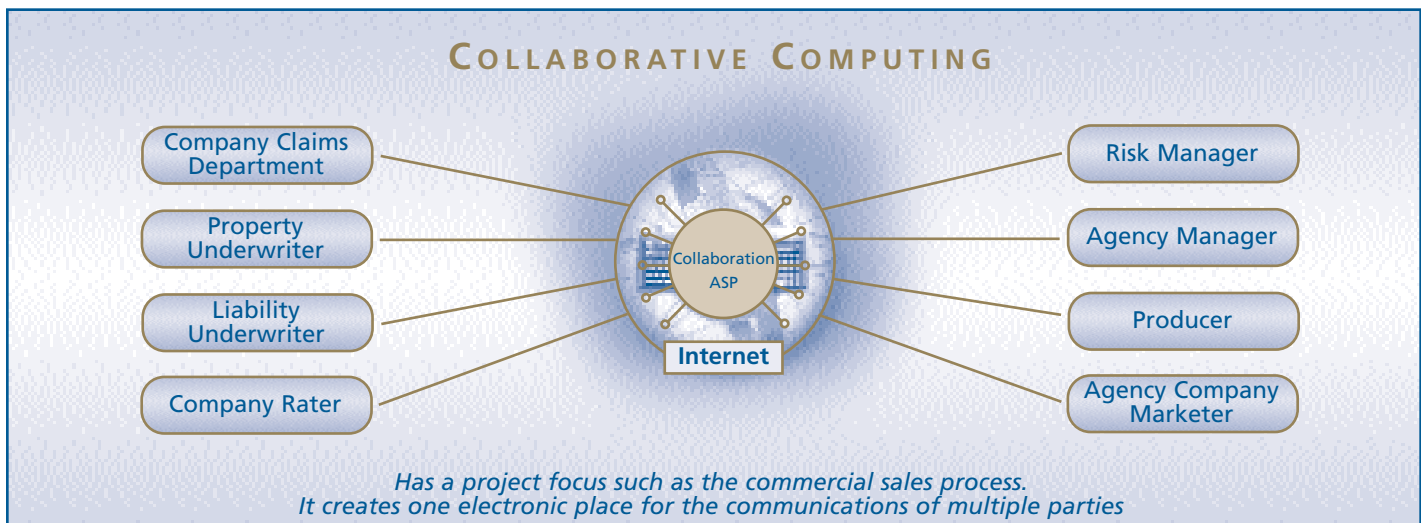 COLLABORATIVE COMPUTING
Company Claims
Department
Property
Underwriter
Liability
Underwriter
Company Rater
Collaboration
ASP
Internet
Risk Manager
Agency Manager
Producer
Agency Company
Marketer
Has a project focus such as the commercial sales process.
It creates one electronic place for the communications of multiple parties